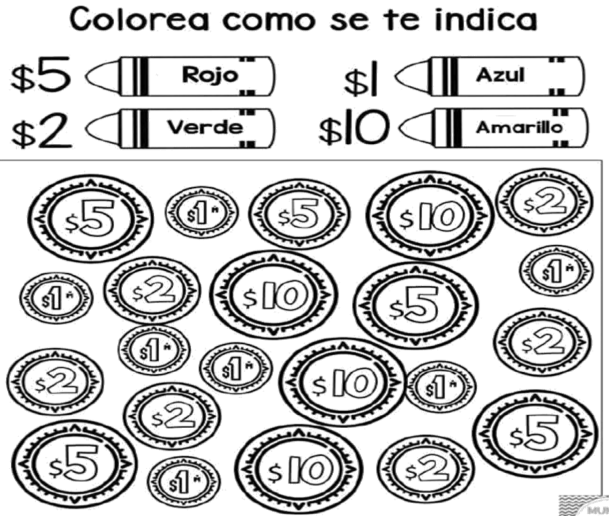 Colorea como se te indica
$5 Rojo $1 Azul
$2 Verde $10 Amarillo
$5 $1 $5 $10 $2
$1 $2 $10 $5 $1
$1 $1 $10 $1 $2
$2 $2 $5
$5 $1 $10 $2